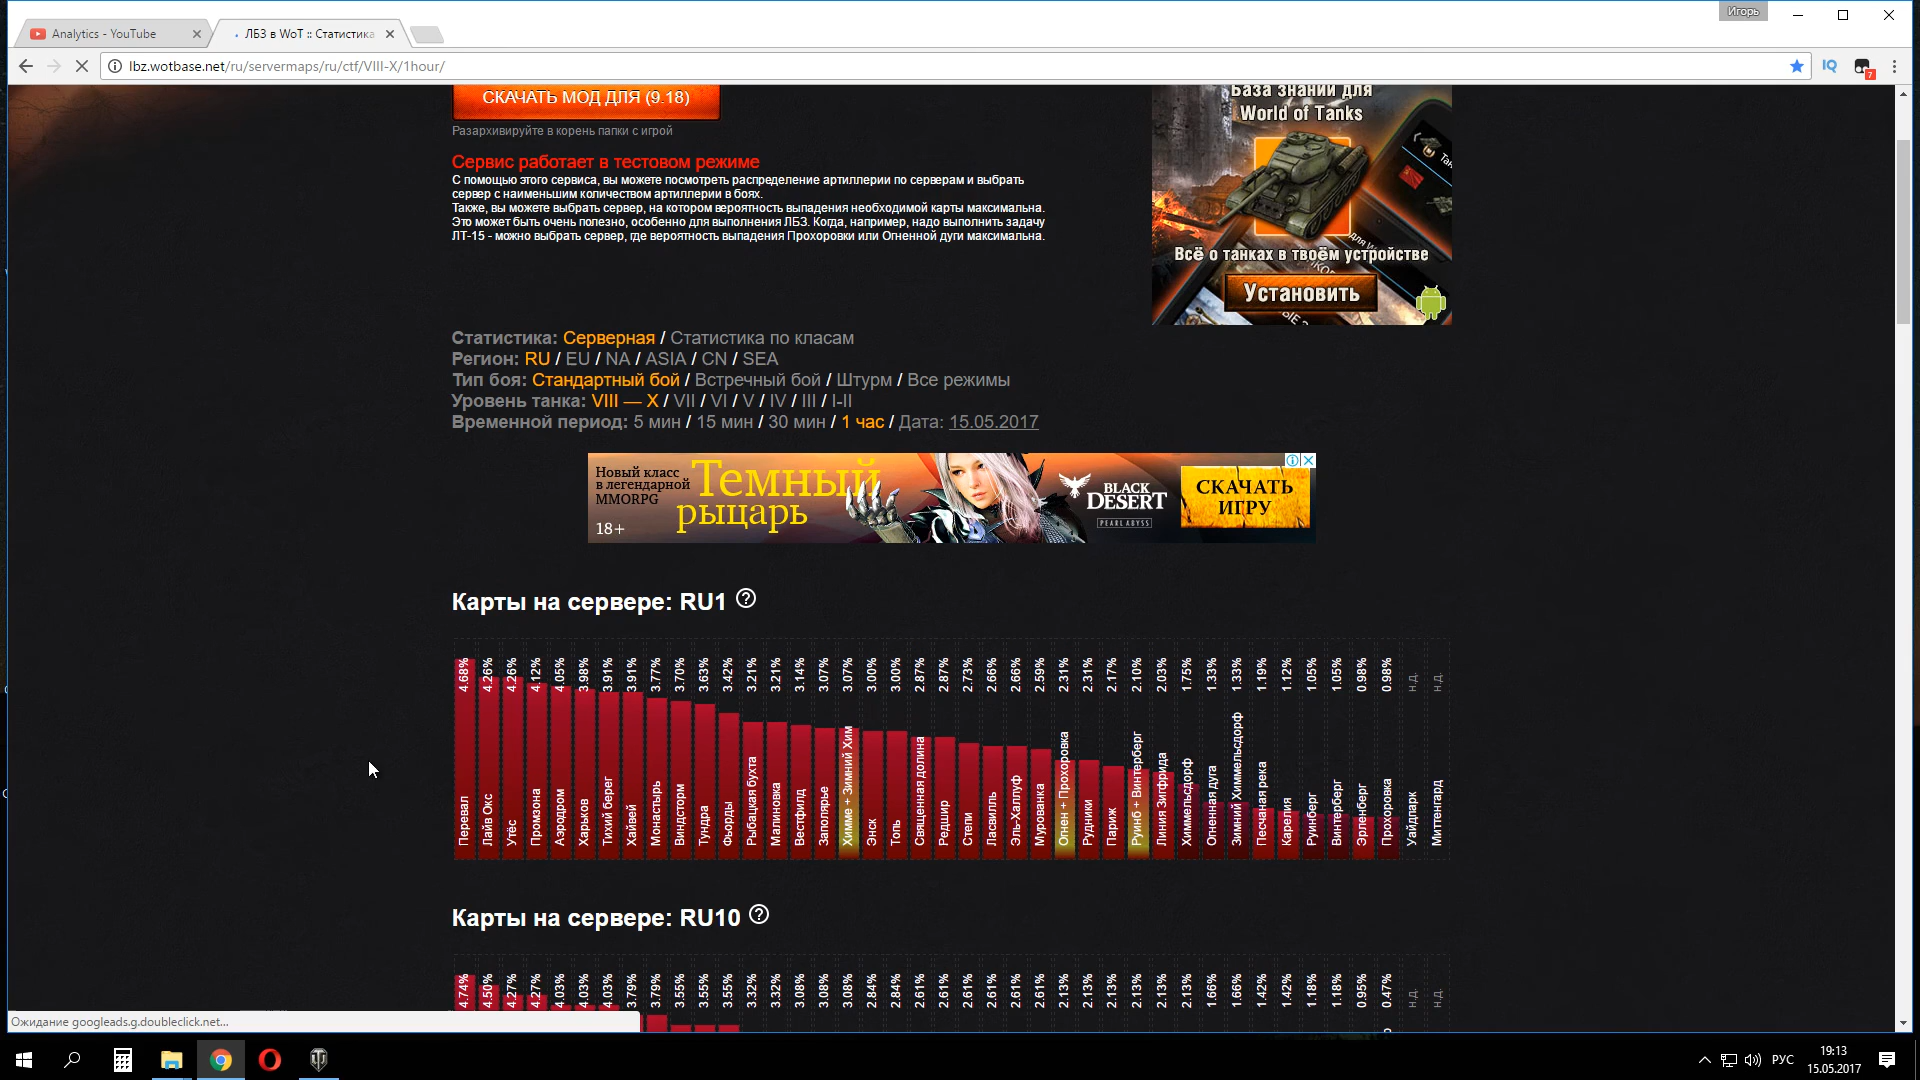 Игорь
Analytics - YouTube
ЛБЗ в WoT :: Статистика
lbz.wotbase.net/ru/servermaps/ru/ctf/VIII-X/1hour/
IQ
7
СКАЧАТЬ МОД ДЛЯ (9.18)
Разархивируйте в корень папки с игрой
Сервис работает в тестовом режиме
С помощью этого сервиса, вы можете посмотреть распределение артиллерии по серверам и выбрать
сервер с наименьшим количеством артиллерии в боях.
Также, вы можете выбрать сервер, на котором вероятность выпадения необходимой карты максимальна.
Это может быть очень полезно, особенно для выполнения ЛБЗ. Когда, например, надо выполнить задачу
ЛТ-15 - можно выбрать сервер, где вероятность выпадения Прохоровки или Огненной дуги максимальна.
База знаний для
World of Tanks
Всё о танках в твоём устройстве
Установить
Статистика: Серверная / Статистика по класам
Регион: RU / EU / NA / ASIA / CN / SEA
Тип боя: Стандартный бой / Встречный бой / Штурм / Все режимы
Уровень танка: VIII — X / VII / VI / V / IV / III / I-II
Временной период: 5 мин / 15 мин / 30 мин / 1 час / Дата: 15.05.2017
Новый класс
в легендарной
MMORPG
18+
Темный
рыцарь
BLACK
DESERT
PEARL ABYSS
СКАЧАТЬ
ИГРУ
Карты на сервере: RU1
4.68% 4.26% 4.26% 4.12% 4.05% 3.98% 3.91% 3.91% 3.77% 3.70% 3.63% 3.42% 3.21% 3.21% 3.14% 3.07% 3.07% 3.00% 3.00% 2.87% 2.87% 2.73% 2.66% 2.66% 2.59% 2.31% 2.31% 2.17% 2.10% 2.03% 1.75% 1.33% 1.33% 1.19% 1.12% 1.05% 1.05% 0.98% 0.98% н.д. н.д.
Перевал
Лайв Окс
Утёс
Промзона
Аэродром
Харьков
Тихий берег
Хайвей
Монастырь
Виндсторм
Тундра
Фьорды
Рыбацкая бухта
Малиновка
Вестфилд
Заполярье
Химме + Зимний Хим
Энск
Топь
Священная долина
Редшир
Степи
Ласвилль
Эль-Халлуф
Мурованка
Огнен + Прохоровка
Рудники
Париж
Руинб + Винтерберг
Линия Зигфрида
Химмельсдорф
Огненная дуга
Зимний Химмельсдорф
Песчаная река
Карелия
Руинберг
Винтерберг
Эрленберг
Прохоровка
Уайдпарк
Миттенгард
Карты на сервере: RU10
4.74% 4.50% 4.27% 4.27% 4.03% 4.03% 4.03% 3.79% 3.79% 3.55% 3.55% 3.55% 3.32% 3.32% 3.08% 3.08% 3.08% 2.84% 2.84% 2.61% 2.61% 2.61% 2.61% 2.61% 2.61% 2.13% 2.13% 2.13% 2.13% 2.13% 2.13% 1.66% 1.66% 1.42% 1.42% 1.18% 1.18% 0.95% 0.47% н.д. н.д.
Ожидание googleads.g.doubleclick.net...
РУС
19:13
15.05.2017